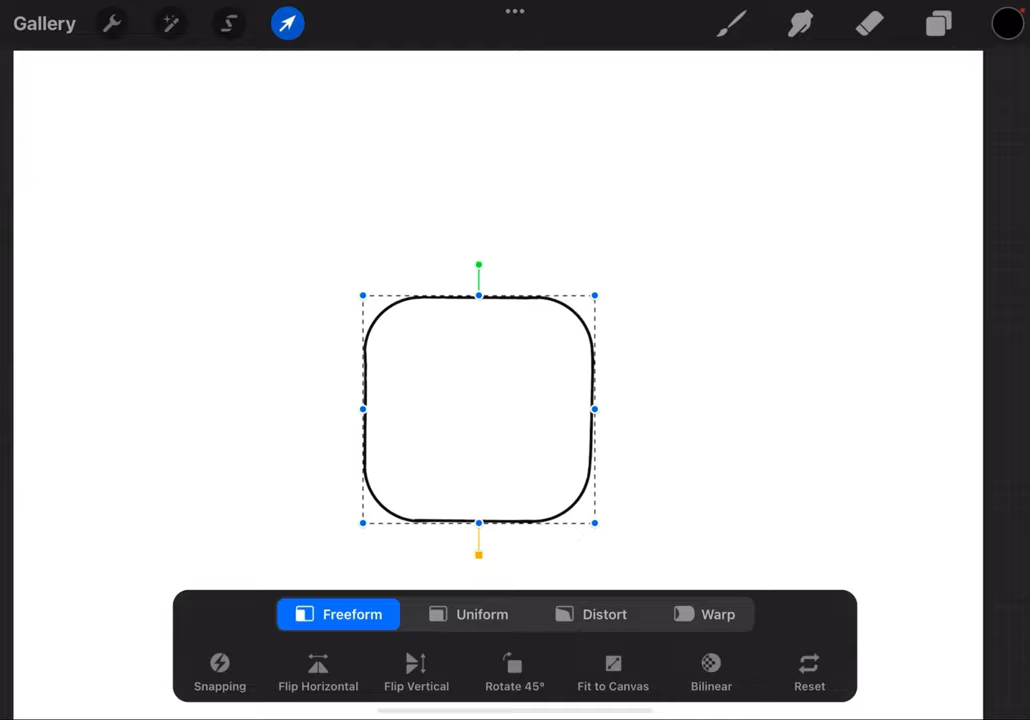 Gallery
Freeform Uniform Distort Warp
Snapping Flip Horizontal Flip Vertical Rotate 45° Fit to Canvas Bilinear Reset